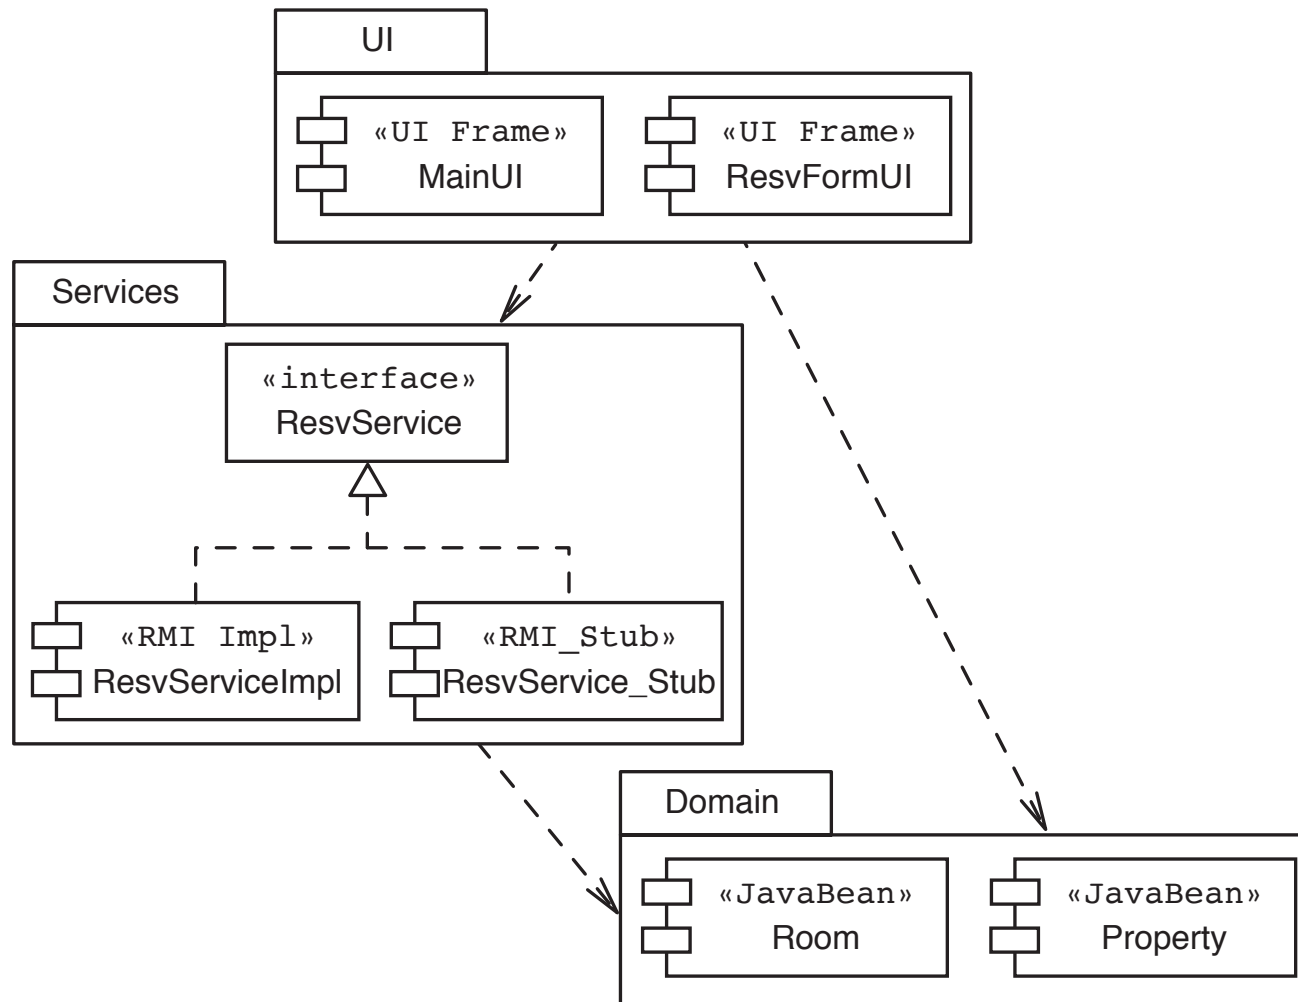 UI
«UI Frame»
MainUI
«UI Frame»
ResvFormUI
Services
«interface»
ResvService
«RMI Impl»
ResvServiceImpl
«RMI_Stub»
ResvService_Stub
Domain
«JavaBean»
Room
«JavaBean»
Property